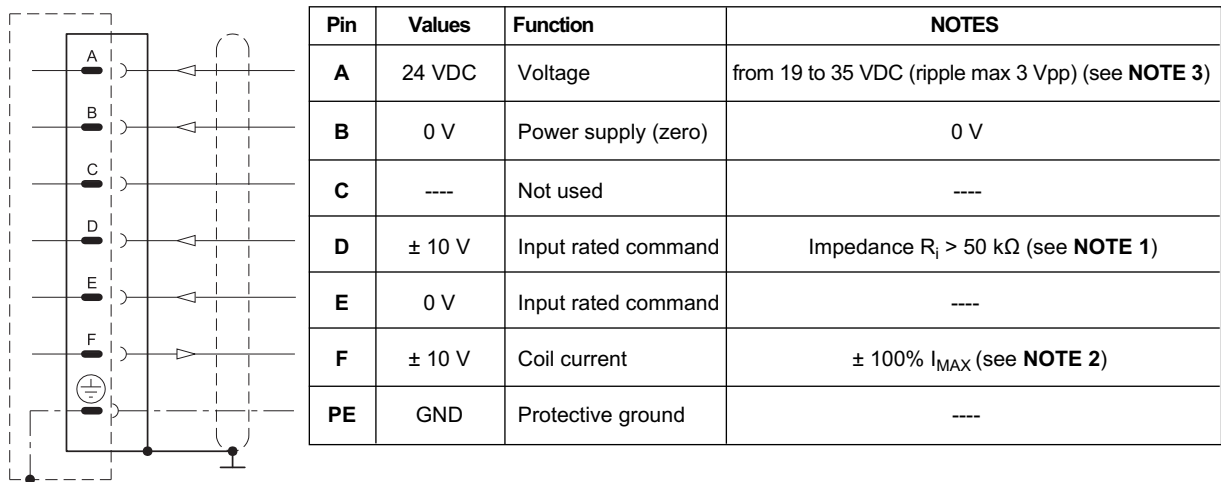 A
B
C
D
E
F
Pin Values Function NOTES
A 24 VDC Voltage from 19 to 35 VDC (ripple max 3 Vpp) (see NOTE 3)
B 0 V Power supply (zero) 0 V
C ---- Not used ----
D ± 10 V Input rated command Impedance Ri > 50 kΩ (see NOTE 1)
E 0 V Input rated command ----
F ± 10 V Coil current ± 100% IMAX (see NOTE 2)
PE GND Protective ground ----